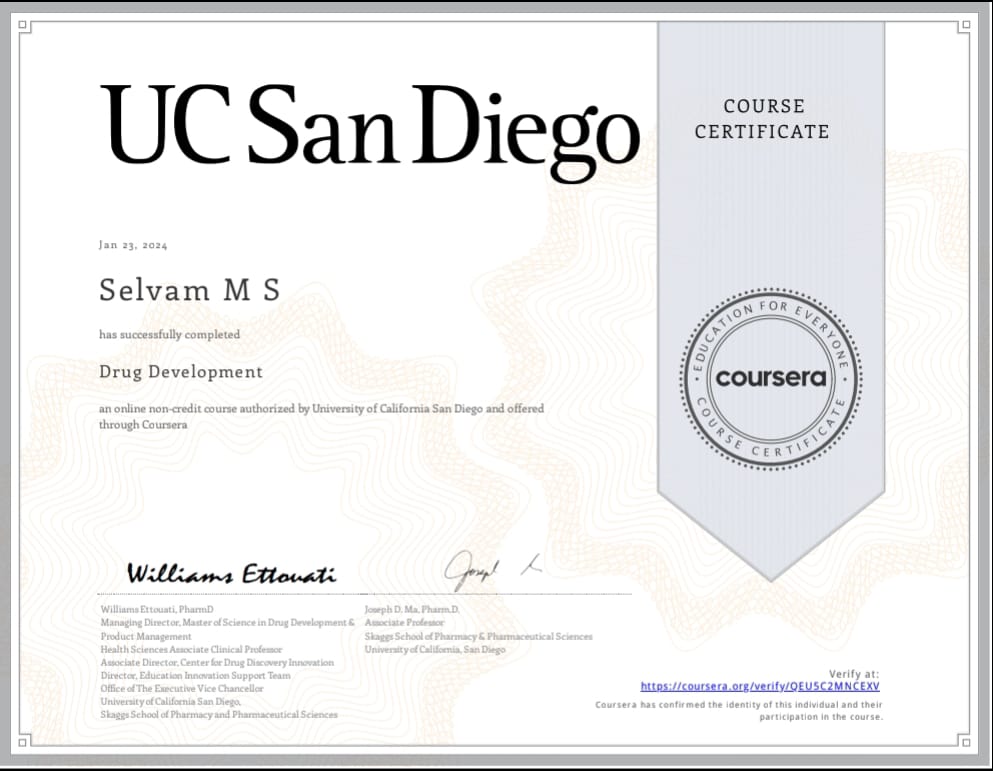 UC San Diego
COURSE
CERTIFICATE
Jan 23, 2024
Selvam M S
has successfully completed
Drug Development
an online non-credit course authorized by University of California San Diego and offered
through Coursera
EDUCATION FOR EVERYONE
coursera
COURSE CERTIFICATE
Williams Ettouati
Joseph
Williams Ettouati, PharmD
Managing Director, Master of Science in Drug Development &
Product Management
Health Sciences Associate Clinical Professor
Associate Director, Center for Drug Discovery Innovation
Director, Education Innovation Support Team
Office of The Executive Vice Chancellor
University of California San Diego,
Skaggs School of Pharmacy and Pharmaceutical Sciences
Joseph D. Ma, Pharm.D.
Associate Professor
Skaggs School of Pharmacy & Pharmaceutical Sciences
University of California, San Diego
Verify at:
https://coursera.org/verify/QEU5C2MNCEXV
Coursera has confirmed the identity of this individual and their
participation in the course.